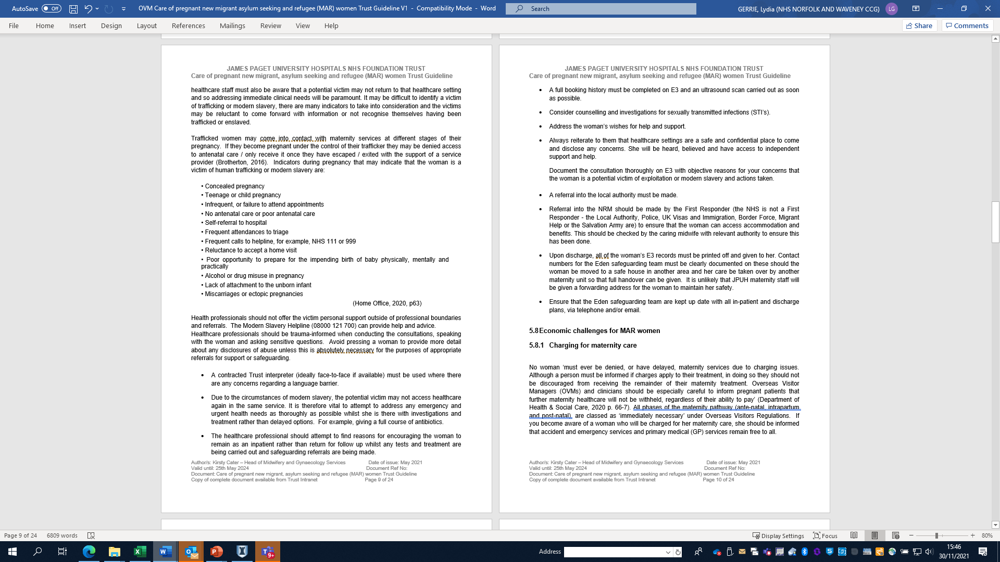 AutoSave Off
OVM Care of pregnant new migrant asylum seeking and refugee (MAR) women Trust Guideline V1 - Compatibility Mode - Word
Search
GERRIE, Lydia (NHS NORFOLK AND WAVENEY CCG)
LG
File Home Insert Design Layout References Mailings Review View Help
Share
Comments
JAMES PAGET UNIVERSITY HOSPITALS NHS FOUNDATION TRUST
Care of pregnant new migrant, asylum seeking and refugee (MAR) women Trust Guideline
healthcare staff must also be aware that a potential victim may not return to that healthcare setting
and so addressing immediate clinical needs will be paramount. It may be difficult to identify a victim
of trafficking or modern slavery, there are many indicators to take into consideration and the victims
may be reluctant to come forward with information or not recognise themselves having been
trafficked or enslaved.
Trafficked women may come into contact with maternity services at different stages of their
pregnancy. If they become pregnant under the control of their trafficker they may be denied access
to antenatal care / only receive it once they have escaped / exited with the support of a service
provider (Brotherton, 2016). Indicators during pregnancy that may indicate that the woman is a
victim of human trafficking or modern slavery are:
• Concealed pregnancy
• Teenage or child pregnancy
• Infrequent, or failure to attend appointments
• No antenatal care or poor antenatal care
• Self-referral to hospital
• Frequent attendances to triage
• Frequent calls to helpline, for example, NHS 111 or 999
• Reluctance to accept a home visit
• Poor opportunity to prepare for the impending birth of baby physically, mentally and
practically
• Alcohol or drug misuse in pregnancy
• Lack of attachment to the unborn infant
• Miscarriages or ectopic pregnancies
(Home Office, 2020, p63)
Health professionals should not offer the victim personal support outside of professional boundaries
and referrals. The Modern Slavery Helpline (08000 121 700) can provide help and advice.
Healthcare professionals should be trauma-informed when conducting the consultations, speaking
with the woman and asking sensitive questions. Avoid pressing a woman to provide more detail
about any disclosures of abuse unless this is absolutely necessary for the purposes of appropriate
referrals for support or safeguarding.
• A contracted Trust interpreter (ideally face-to-face if available) must be used where there
are any concerns regarding a language barrier.
• Due to the circumstances of modern slavery, the potential victim may not access healthcare
again in the same service. It is therefore vital to attempt to address any emergency and
urgent health needs as thoroughly as possible whilst she is there with investigations and
treatment rather than delayed options. For example, giving a full course of antibiotics.
• The healthcare professional should attempt to find reasons for encouraging the woman to
remain as an inpatient rather than return for follow up whilst any tests and treatment are
being carried out and safeguarding referrals are being made.
Author/s: Kirsty Cater – Head of Midwifery and Gynaecology Services Date of issue: May 2021
Valid until: 25th May 2024 Document Ref No:
Document: Care of pregnant new migrant, asylum seeking and refugee (MAR) women Trust Guideline
Copy of complete document available from Trust Intranet Page 9 of 24
JAMES PAGET UNIVERSITY HOSPITALS NHS FOUNDATION TRUST
Care of pregnant new migrant, asylum seeking and refugee (MAR) women Trust Guideline
• A full booking history must be completed on E3 and an ultrasound scan carried out as soon
as possible.
• Consider counselling and investigations for sexually transmitted infections (STI's).
• Address the woman's wishes for help and support.
• Always reiterate to them that healthcare settings are a safe and confidential place to come
and disclose any concerns. She will be heard, believed and have access to independent
support and help.
Document the consultation thoroughly on E3 with objective reasons for your concerns that
the woman is a potential victim of exploitation or modern slavery and actions taken.
• A referral into the local authority must be made.
• Referral into the NRM should be made by the First Responder (the NHS is not a First
Responder - the Local Authority, Police, UK Visas and Immigration, Border Force, Migrant
Help or the Salvation Army are) to ensure that the woman can access accommodation and
benefits. This should be checked by the caring midwife with relevant authority to ensure this
has been done.
• Upon discharge, all of the woman's E3 records must be printed off and given to her. Contact
numbers for the Eden safeguarding team must be clearly documented on these should the
woman be moved to a safe house in another area and her care be taken over by another
maternity unit so that full handover can be given. It is unlikely that JPUH maternity staff will
be given a forwarding address for the woman to maintain her safety.
• Ensure that the Eden safeguarding team are kept up date with all in-patient and discharge
plans, via telephone and/or email.
5.8 Economic challenges for MAR women
5.8.1 Charging for maternity care
No woman 'must ever be denied, or have delayed, maternity services due to charging issues.
Although a person must be informed if charges apply to their treatment, in doing so they should not
be discouraged from receiving the remainder of their maternity treatment. Overseas Visitor
Managers (OVMs) and clinicians should be especially careful to inform pregnant patients that
further maternity healthcare will not be withheld, regardless of their ability to pay' (Department of
Health & Social Care, 2020 p. 66-7). All phases of the maternity pathway (ante-natal, intrapartum
and post-natal), are classed as 'immediately necessary' under Overseas Visitors Regulations. If
you become aware of a woman who will be charged for her maternity care, she should be informed
that accident and emergency services and primary medical (GP) services remain free to all.
Author/s: Kirsty Cater – Head of Midwifery and Gynaecology Services Date of issue: May 2021
Valid until: 25th May 2024 Document Ref No:
Document: Care of pregnant new migrant, asylum seeking and refugee (MAR) women Trust Guideline
Copy of complete document available from Trust Intranet Page 10 of 24
Page 9 of 24 6809 words
Display Settings Focus
80%
9+
Address
15:46
30/11/2021